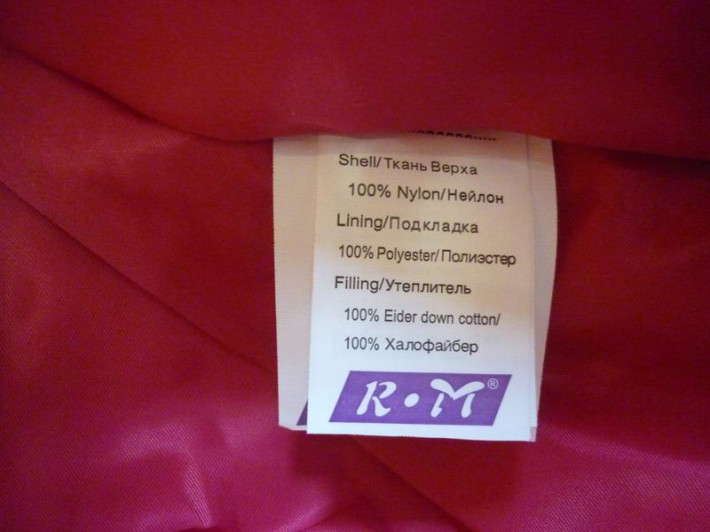 Shell/Ткань Верха
100% Nylon/Нейлон
Lining/Подкладка
100% Polyester/Полиэстер
Filling/Утеплитель
100% Eider down cotton/
100% Халофайбер
R•M®